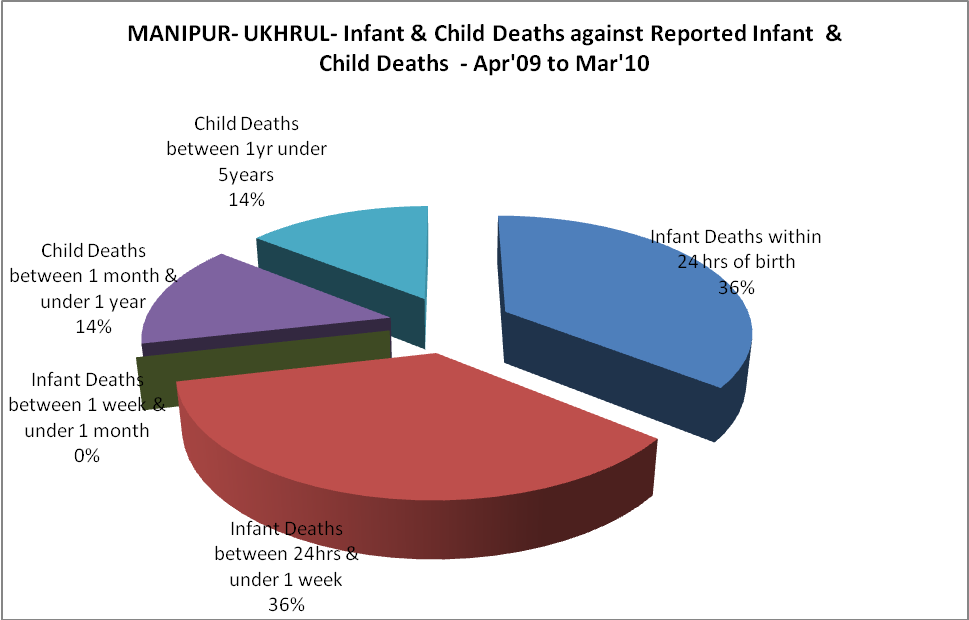 MANIPUR- UKHRUL- Infant & Child Deaths against Reported Infant &
Child Deaths - Apr'09 to Mar'10
Child Deaths
between 1yr under
5years
14%
Infant Deaths within
24 hrs of birth
36%
Child Deaths
between 1 month &
under 1 year
14%
Infant Deaths
between 1 week &
under 1 month
0%
Infant Deaths
between 24hrs &
under 1 week
36%